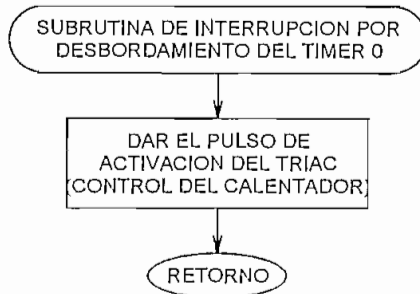 SUBRUTINA DE INTERRUPCION POR
DESBORDAMIENTO DEL TIMER 0
DAR EL PULSO DE
ACTIVACION DEL TRIAC
(CONTROL DEL CALENTADOR)
RETORNO